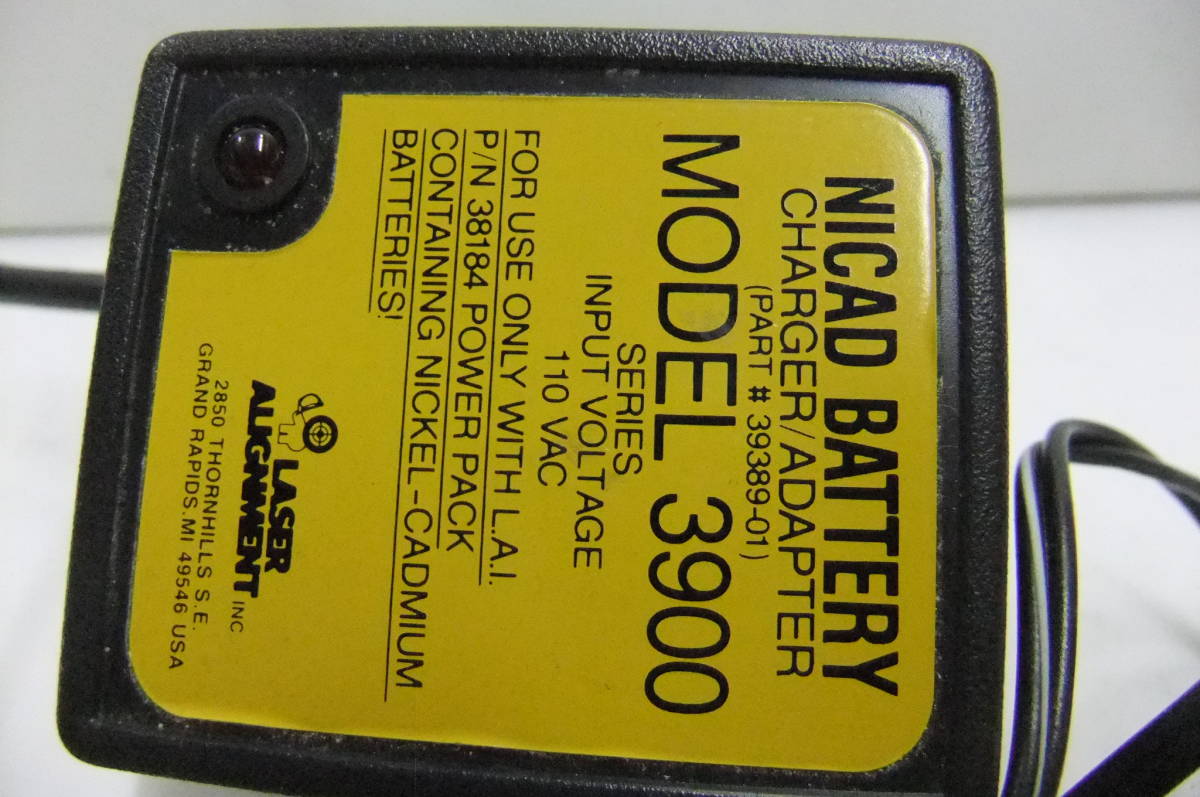 NICAD BATTERY
CHARGER/ADAPTER
(PART # 39389-01)
MODEL 3900
SERIES
INPUT VOLTAGE
110 VAC
FOR USE ONLY WITH L.A.I.
P/N 38184 POWER PACK
CONTAINING NICKEL-CADMIUM
BATTERIES!
LASER
ALIGNMENT INC
2850 THORNHILLS S.E.
GRAND RAPIDS.MI 49546 USA